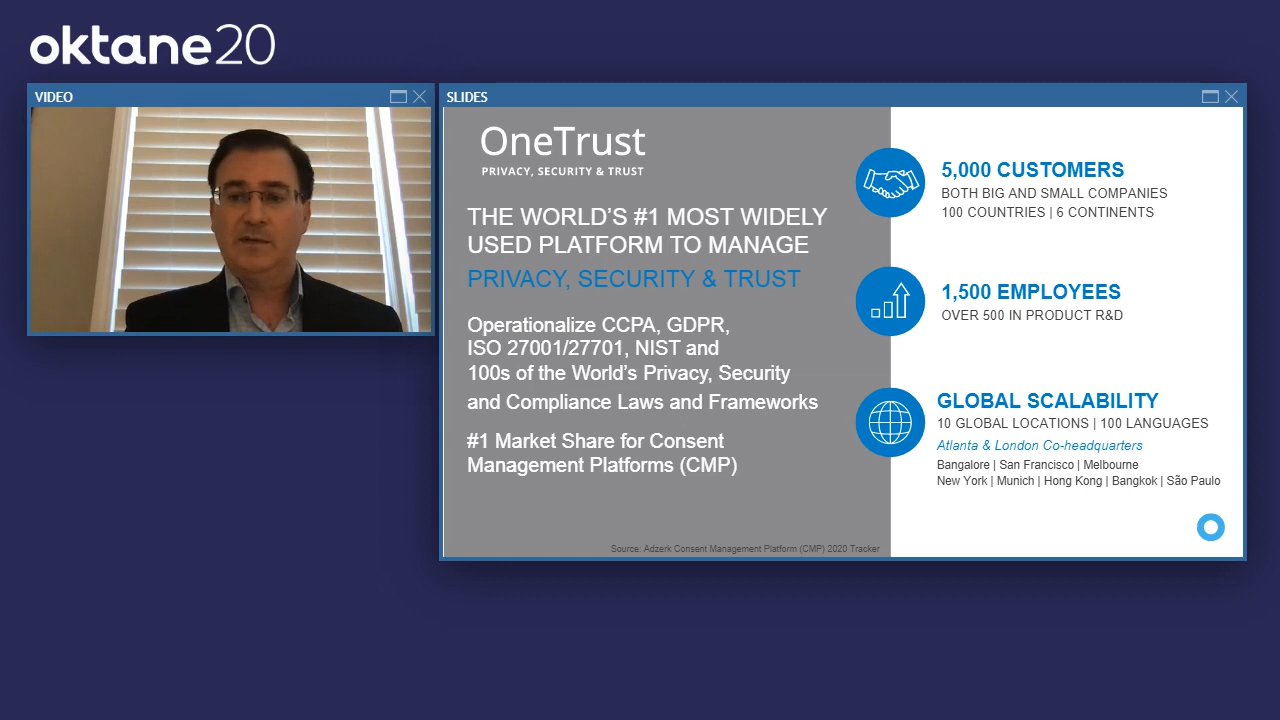 oktane20
VIDEO
SLIDES
OneTrust
PRIVACY, SECURITY & TRUST
THE WORLD'S #1 MOST WIDELY
USED PLATFORM TO MANAGE
PRIVACY, SECURITY & TRUST
Operationalize CCPA, GDPR,
ISO 27001/27701, NIST and
100s of the World's Privacy, Security
and Compliance Laws and Frameworks
#1 Market Share for Consent
Management Platforms (CMP)
Source: Adzerk Consent Management Platform (CMP) 2020 Tracker
5,000 CUSTOMERS
BOTH BIG AND SMALL COMPANIES
100 COUNTRIES | 6 CONTINENTS
1,500 EMPLOYEES
OVER 500 IN PRODUCT R&D
GLOBAL SCALABILITY
10 GLOBAL LOCATIONS | 100 LANGUAGES
Atlanta & London Co-headquarters
Bangalore | San Francisco | Melbourne
New York | Munich | Hong Kong | Bangkok | São Paulo